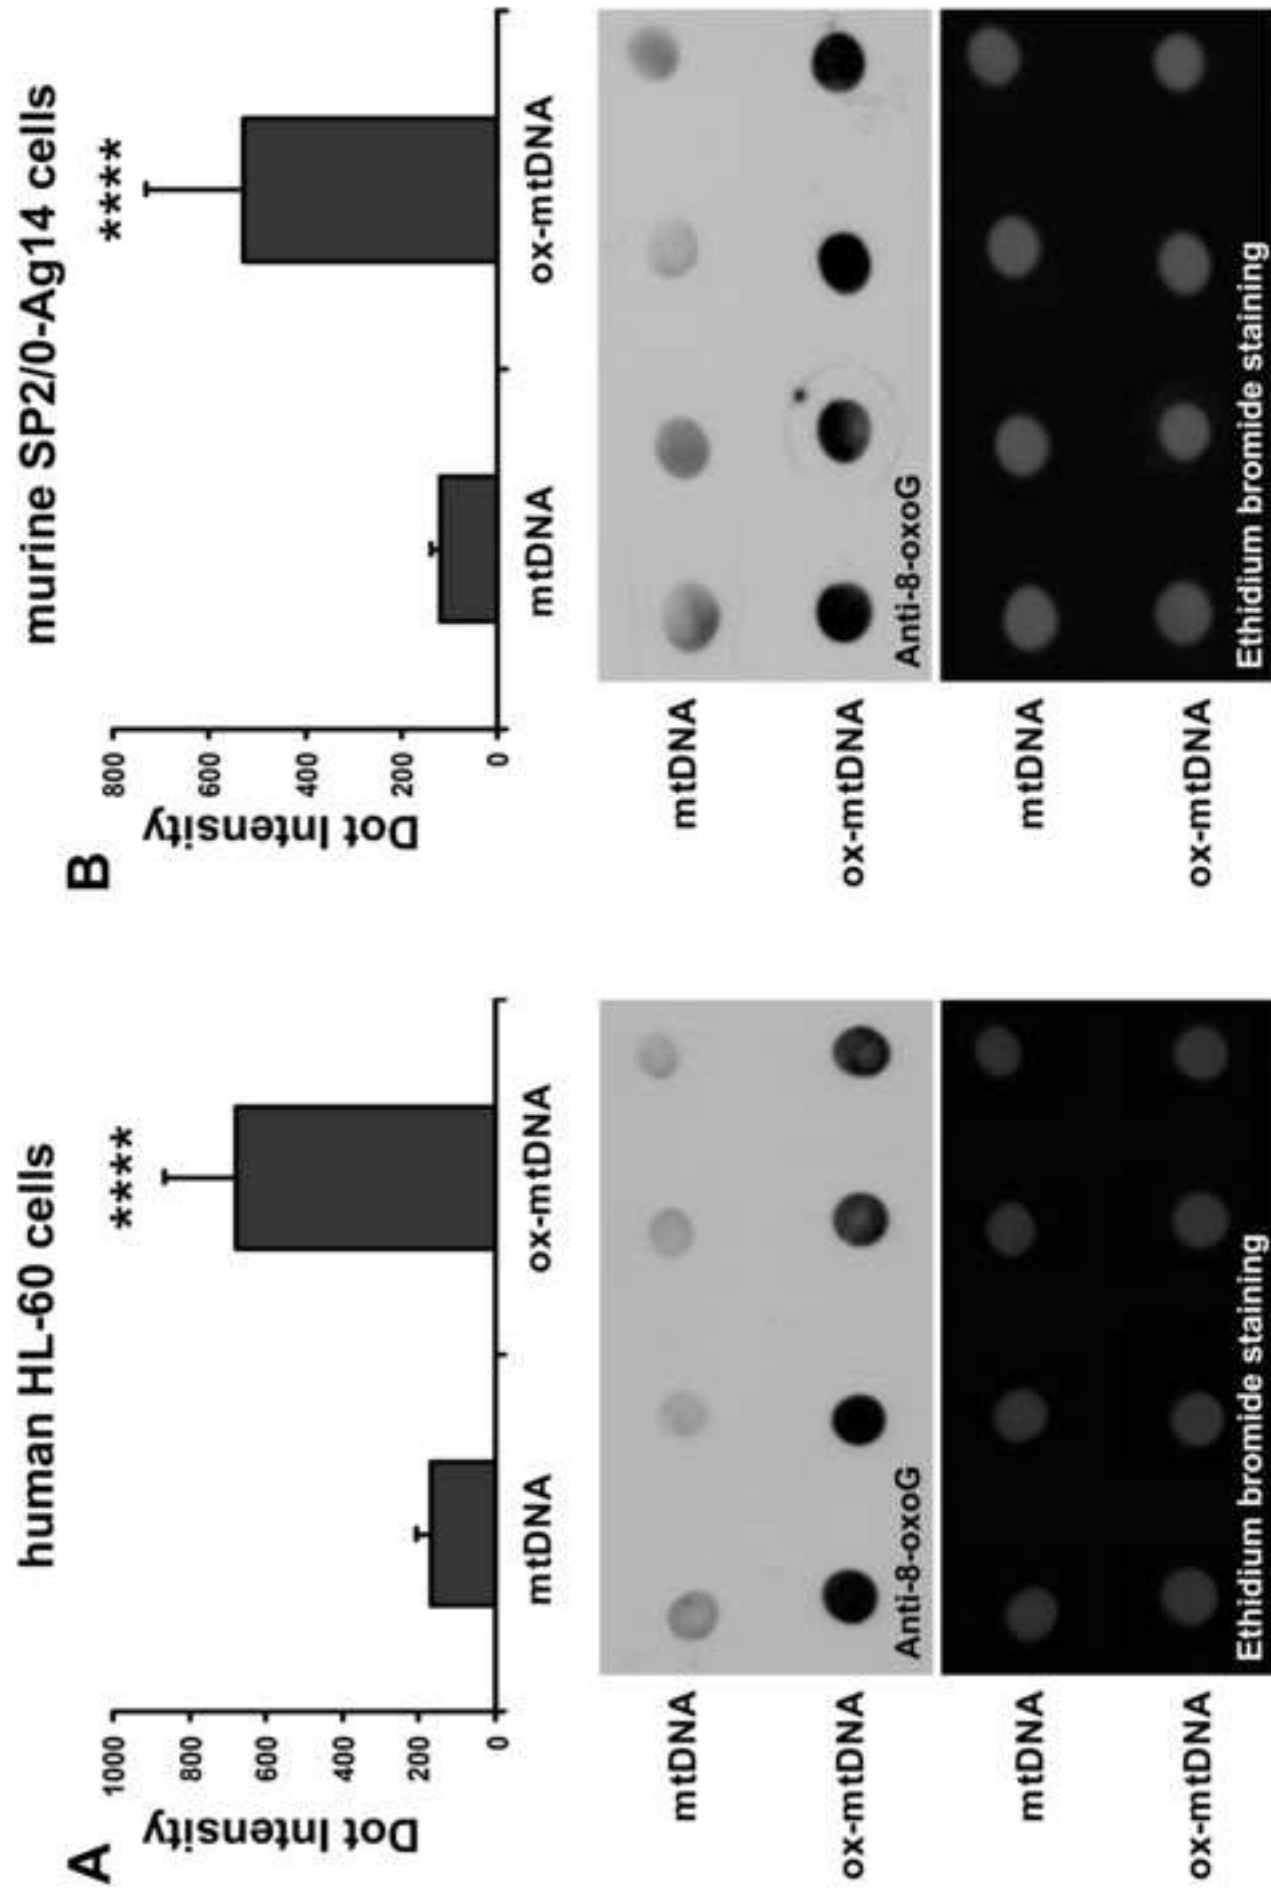 A
human HL-60 cells
Dot Intensity
1000
800
600
400
200
0
****
mtDNA
ox-mtDNA
mtDNA
ox-mtDNA
Anti-8-oxoG
mtDNA
ox-mtDNA
Ethidium bromide staining
B
murine SP2/0-Ag14 cells
Dot Intensity
800
600
400
200
0
****
mtDNA
ox-mtDNA
mtDNA
ox-mtDNA
Anti-8-oxoG
mtDNA
ox-mtDNA
Ethidium bromide staining